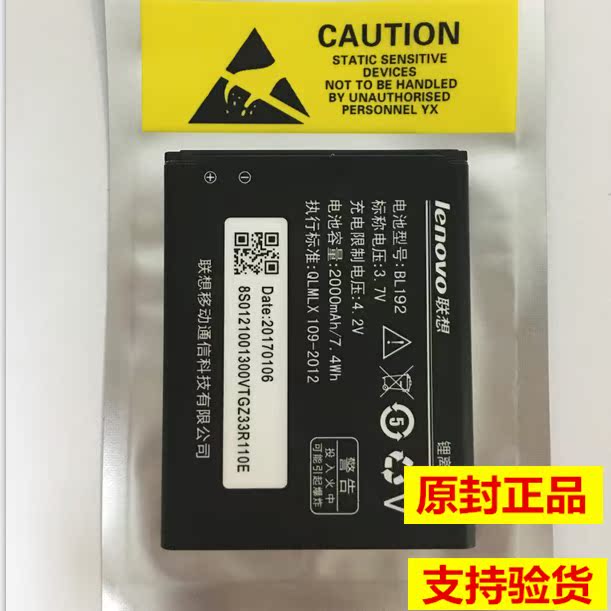 CAUTION
STATIC SENSITIVE
DEVICES
NOT TO BE HANDLED
BY UNAUTHORISED
PERSONNEL YX
lenovo联想
电池型号:BL192
标称电压:3.7V
充电限制电压:4.2V
电池容量:2000mAh/7.4Wh
执行标准:QLMLX 109-2012
锂离
5
警告
投入火中
可能引起爆炸
Date:20170106
8S0121001300VTGZ33R110E
联想移动通信科技有限公司
原封正品
支持验货